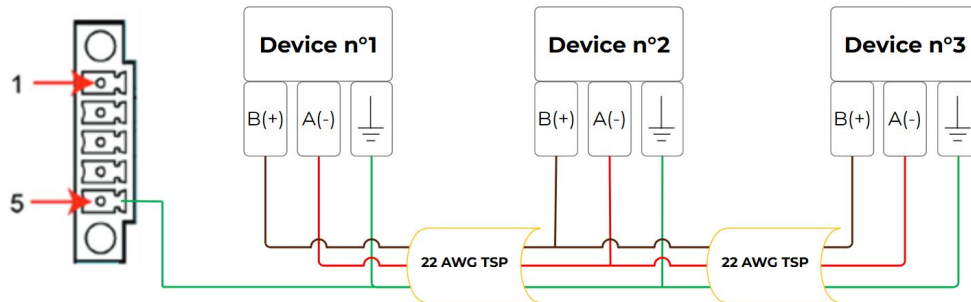 Device n°1
Device n°2
Device n°3
1
B(+) A(-)
B(+) A(-)
B(+) A(-)
5
22 AWG TSP
22 AWG TSP